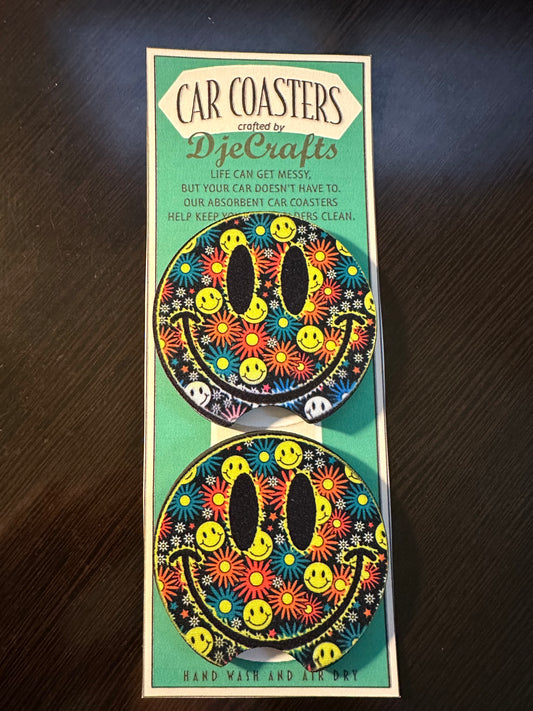 CAR COASTERS
crafted by
DjeCrafts
LIFE CAN GET MESSY,
BUT YOUR CAR DOESN'T HAVE TO.
OUR ABSORBENT CAR COASTERS
HELP KEEP CLEAN.
HAND WASH AND AIR DRY